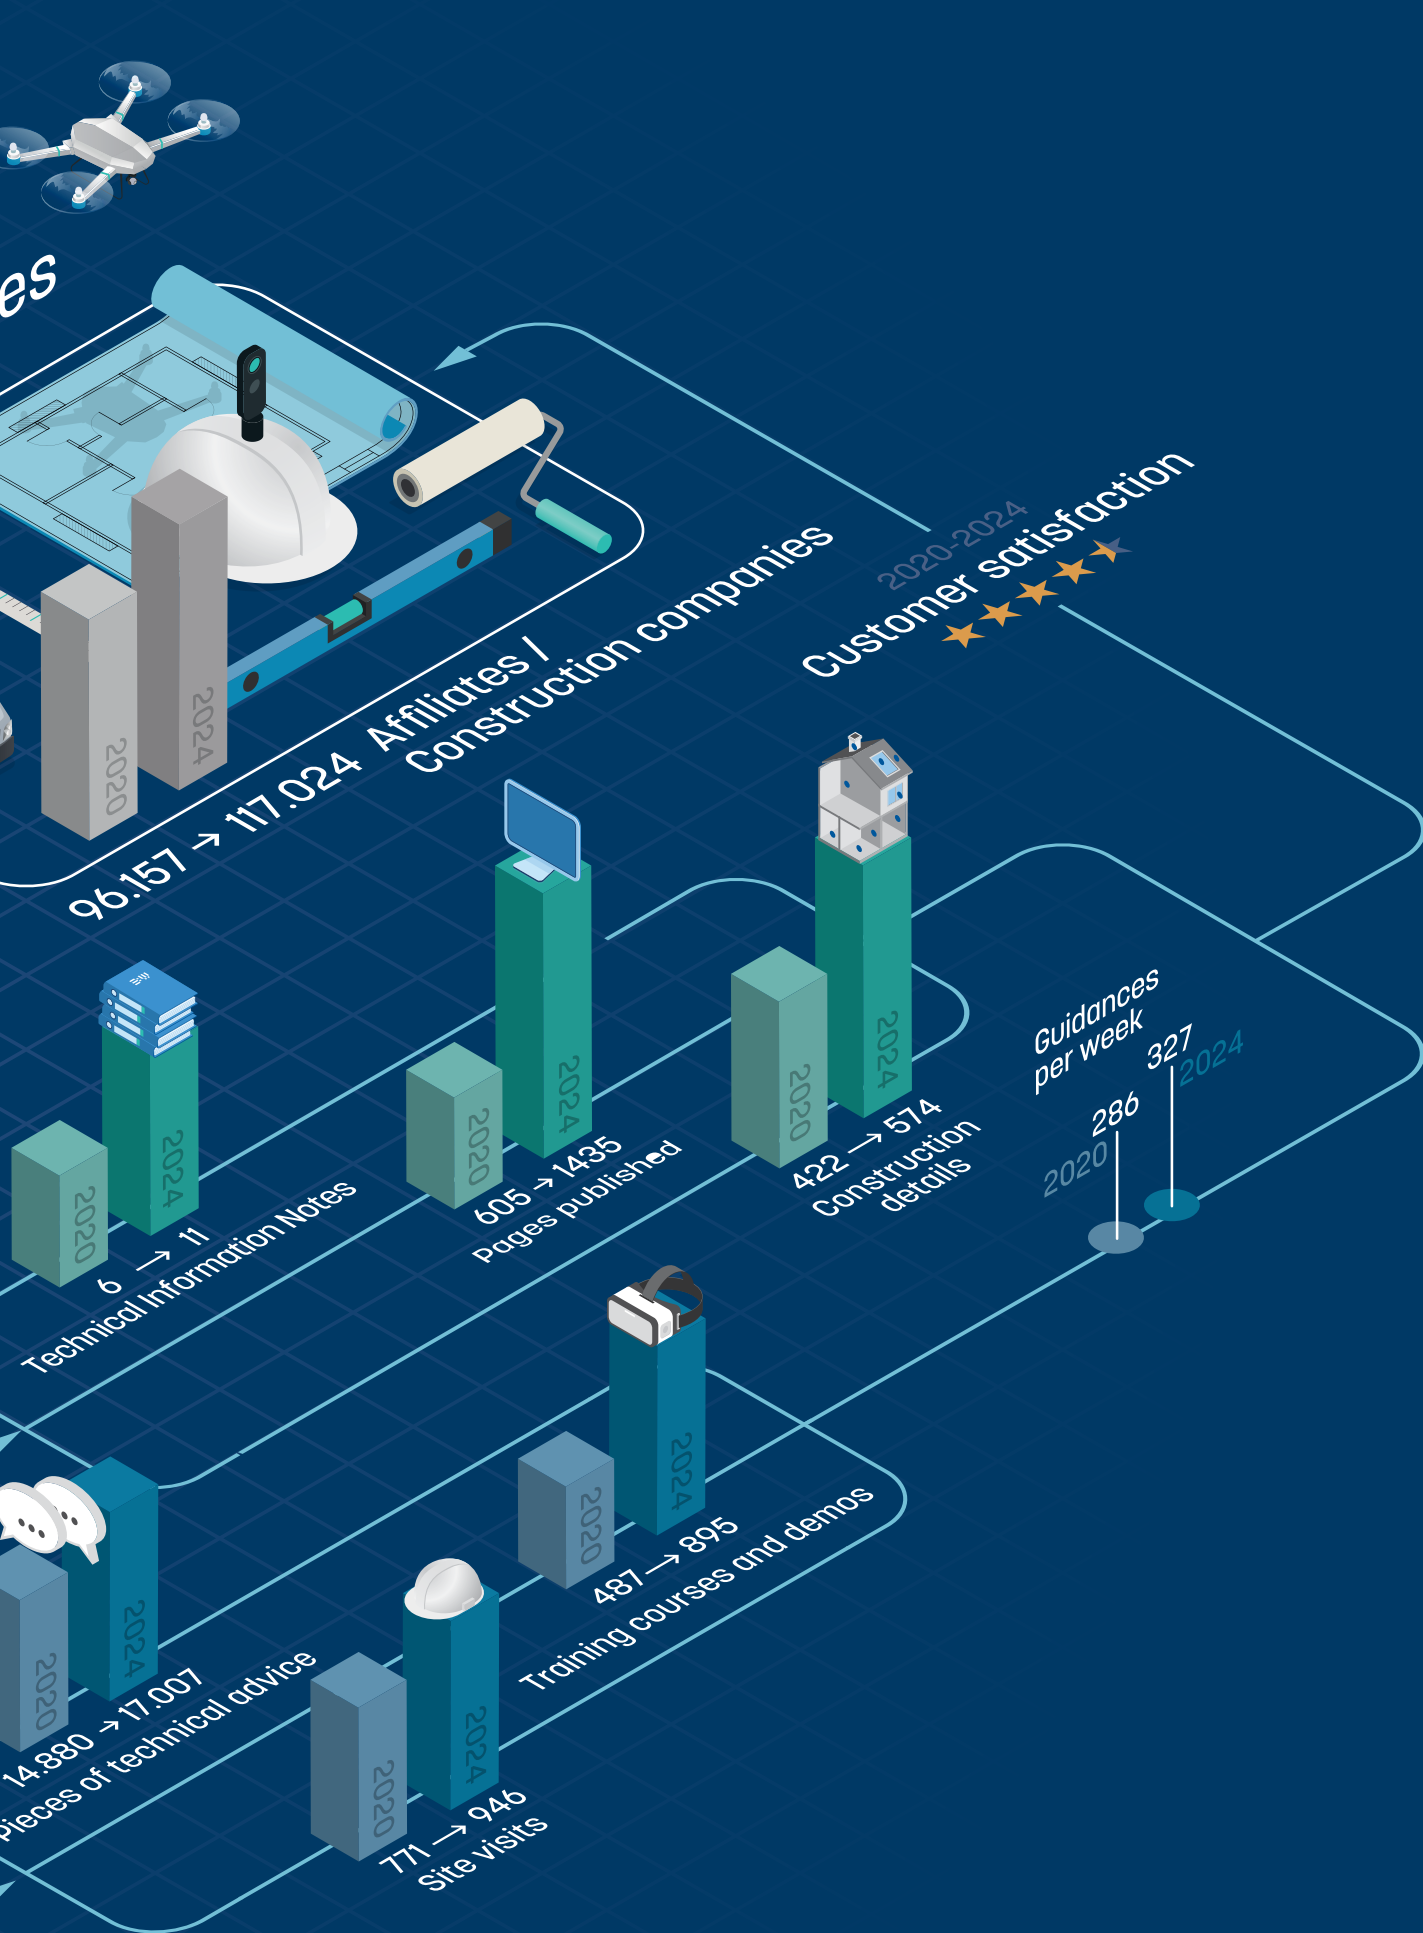 es
2020-2024
Customer satisfaction
2020
2024
96.157 → 117.024 Affiliates /
Construction companies
2020
2024
6 → 11
Technical Information Notes
2020
2024
605 → 1435
Pages published
2020
2024
422 → 574
Construction
details
Guidances
per week
286
2020
327
2024
2020
2024
14.880 → 17.007
Pieces of technical advice
2020
2024
487 → 895
Training courses and demos
2020
2024
771 → 946
Site visits